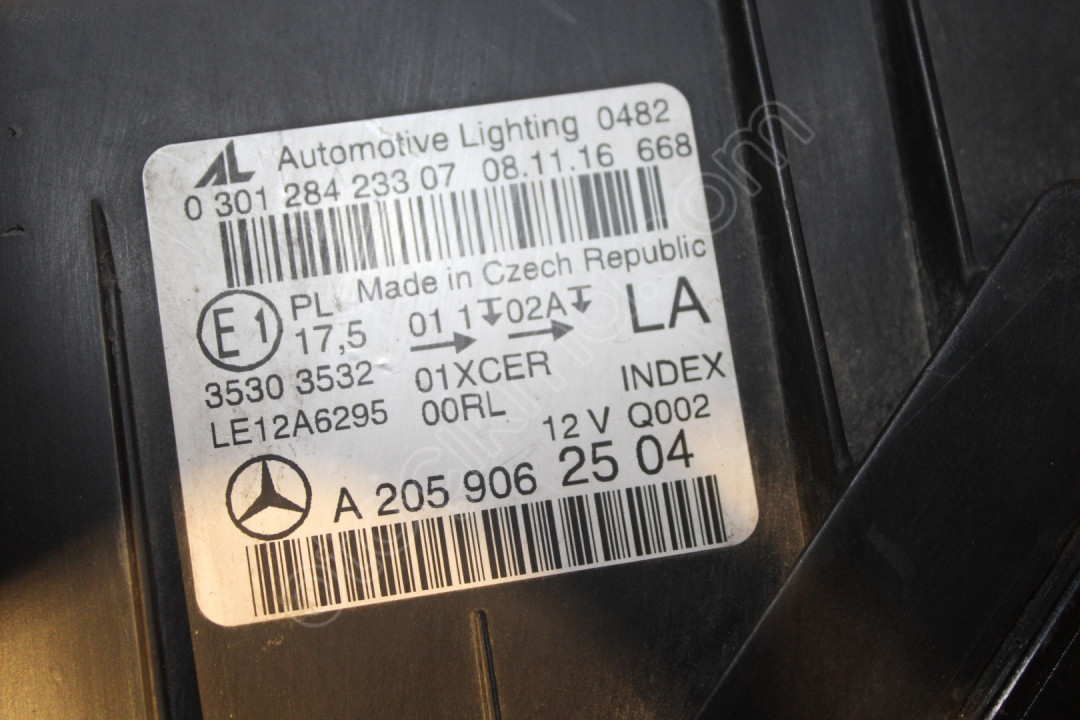 Automotive Lighting 0482
0 301 284 233 07 08.11.16 668
Made in Czech Republic
E1 PL 17,5
01 1 02A LA
3530 3532 01XCER INDEX
LE12A6295 00RL 12 V Q002
A 205 906 25 04